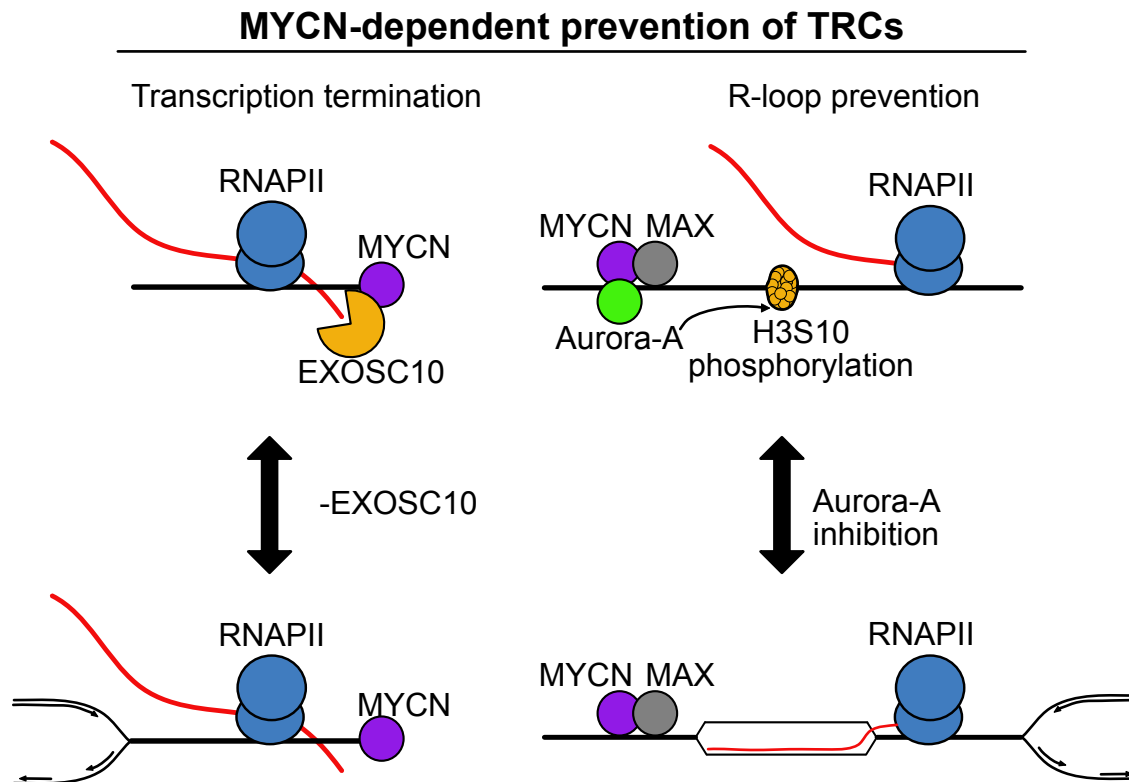 MYCN-dependent prevention of TRCs
Transcription termination
RNAPII
MYCN
EXOSC10
-EXOSC10
RNAPII
MYCN
R-loop prevention
RNAPII
MYCN
MAX
Aurora-A
H3S10
phosphorylation
Aurora-A
inhibition
RNAPII
MYCN
MAX